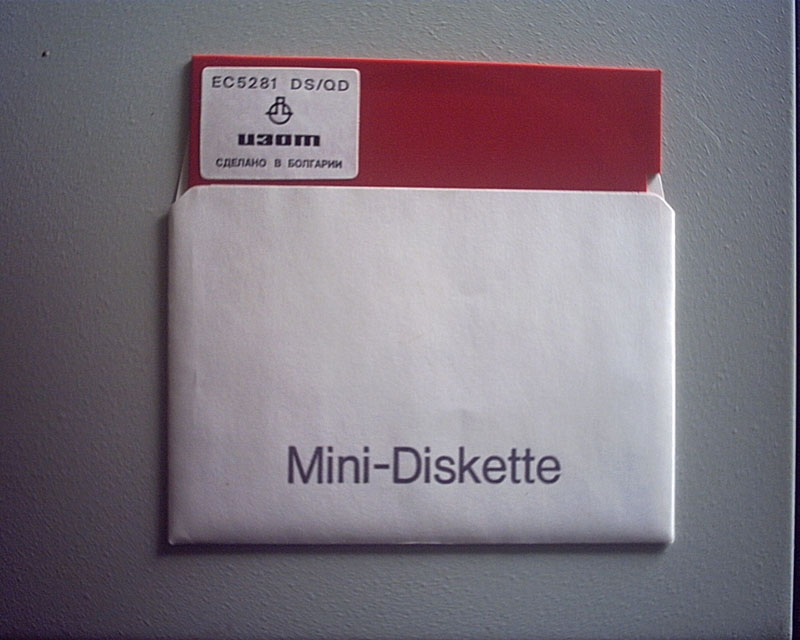 EC5281 DS/QD
изот
СДЕЛАНО В БОЛГАРИИ
Mini-Diskette